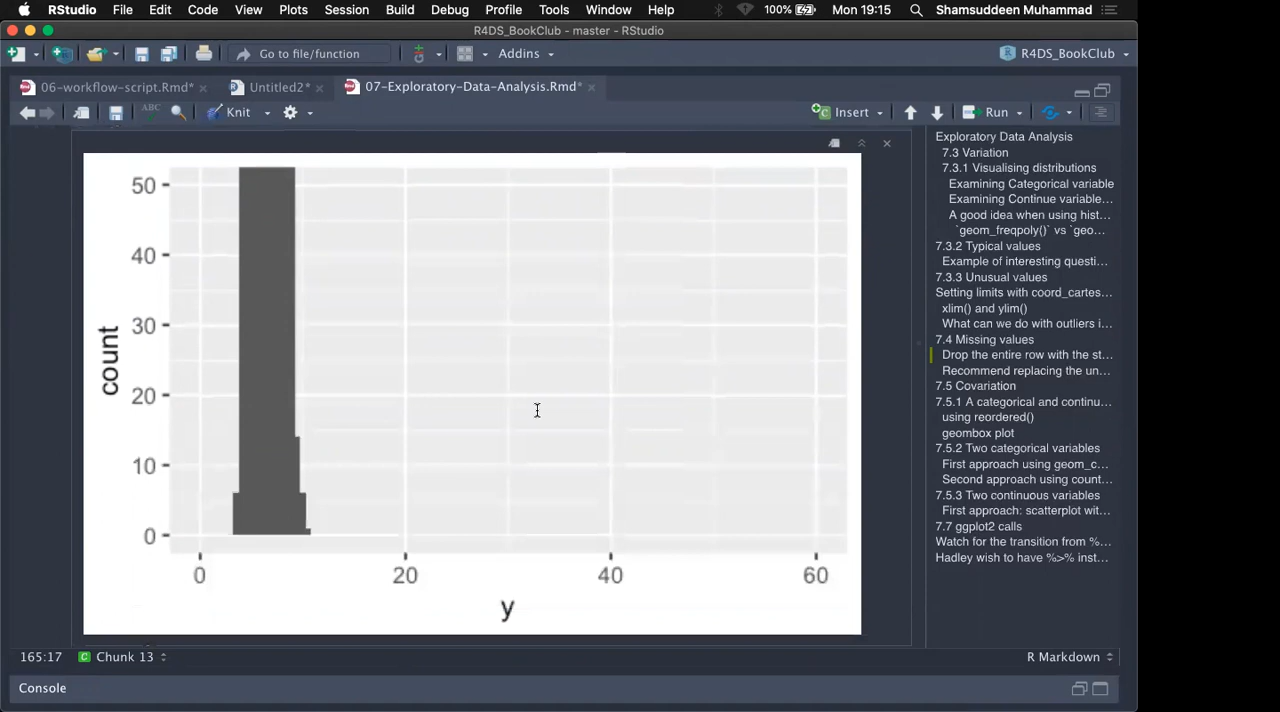 RStudio File Edit Code View Plots Session Build Debug Profile Tools Window Help 100% Mon 19:15 Shamsuddeen Muhammad
R4DS_BookClub - master - RStudio
Go to file/function Addins R4DS_BookClub
06-workflow-script.Rmd* Untitled2* 07-Exploratory-Data-Analysis.Rmd*
ABC Knit Insert Run
50
40
30
20
10
0
count
0 20 40 60
y
Exploratory Data Analysis
7.3 Variation
7.3.1 Visualising distributions
Examining Categorical variable
Examining Continue variable...
A good idea when using hist...
`geom_freqpoly()` vs `geo...
7.3.2 Typical values
Example of interesting questi...
7.3.3 Unusual values
Setting limits with coord_cartes...
xlim() and ylim()
What can we do with outliers i...
7.4 Missing values
Drop the entire row with the st...
Recommend replacing the un...
7.5 Covariation
7.5.1 A categorical and continu...
using reordered()
geombox plot
7.5.2 Two categorical variables
First approach using geom_c...
Second approach using count...
7.5.3 Two continuous variables
First approach: scatterplot wit...
7.7 ggplot2 calls
Watch for the transition from %...
Hadley wish to have %>% inst...
165:17 Chunk 13 R Markdown
Console